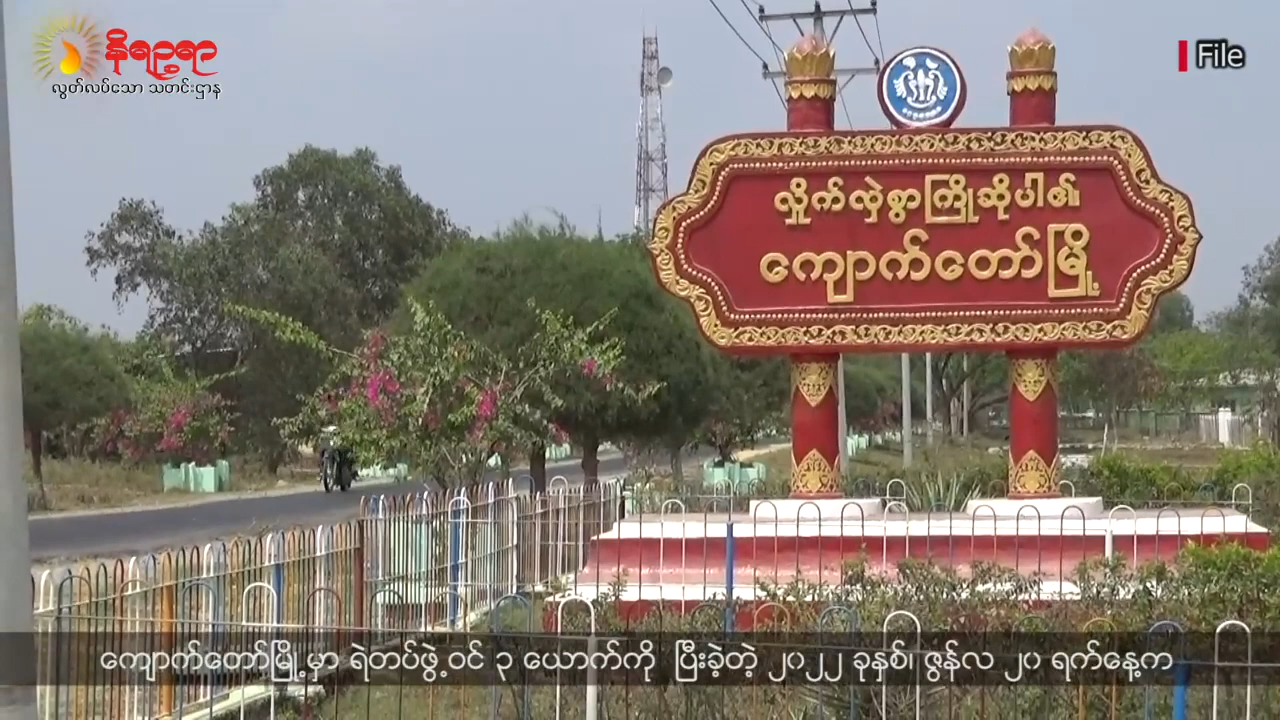 နိရဉ္စရာ
လွတ်လပ်သော သတင်းဌာန
File
လှိုက်လှဲစွာကြိုဆိုပါ၏
ကျောက်တော်မြို့
ကျောက်တော်မြို့မှာ ရဲတပ်ဖွဲ့ဝင် ၃ ယောက်ကို ပြီးခဲ့တဲ့ ၂၀၂၂ ခုနှစ်၊ ဇွန်လ ၂၀ ရက်နေ့က